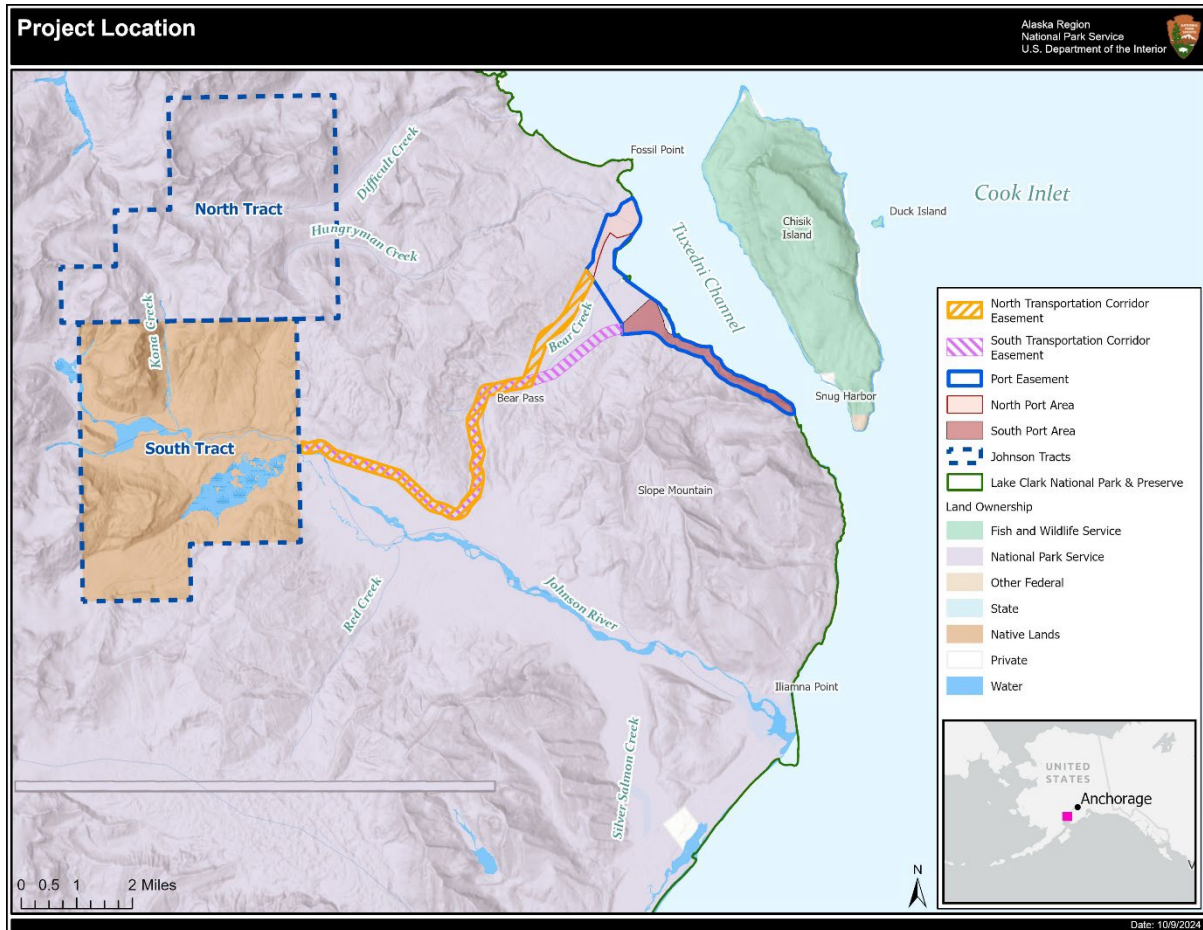 Project Location
Alaska Region
National Park Service
U.S. Department of the Interior
Fossil Point
Difficult Creek
North Tract
Hungryman Creek
Chisik
Island
Duck Island
Cook Inlet
Tuxedni Channel
Kona Creek
Bear Creek
Bear Pass
Snug Harbor
South Tract
Slope Mountain
Red Creek
Johnson River
Iliamna Point
Silver Salmon Creek
North Transportation Corridor
Easement
South Transportation Corridor
Easement
Port Easement
North Port Area
South Port Area
Johnson Tracts
Lake Clark National Park & Preserve
Land Ownership
Fish and Wildlife Service
National Park Service
Other Federal
State
Native Lands
Private
Water
UNITED
STATES
Anchorage
V
0 0.5 1 2 Miles
N
Date: 10/9/2024